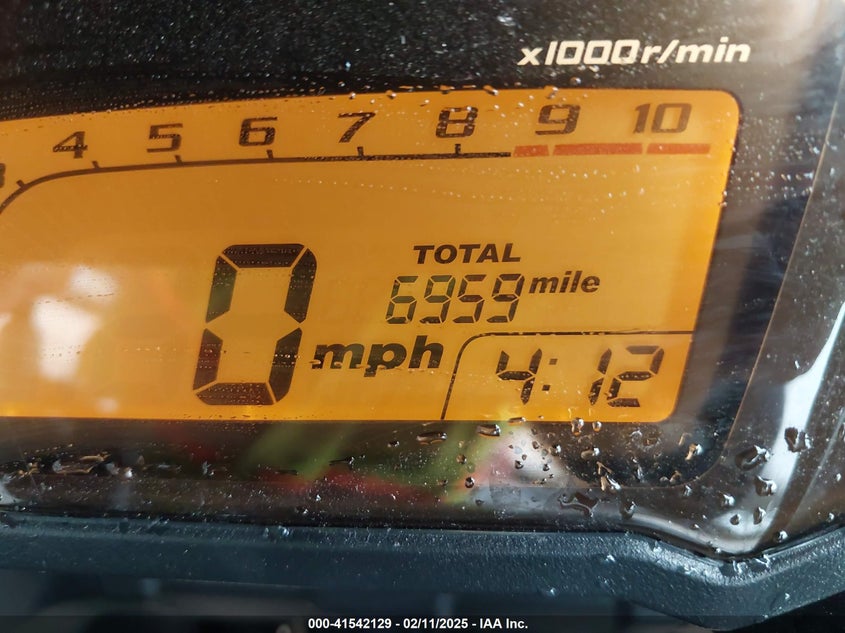 x1000r/min
4 5 6 7 8 9 10
TOTAL
6959 mile
0 mph
4:12
000-41542129 - 02/11/2025 - IAA Inc.